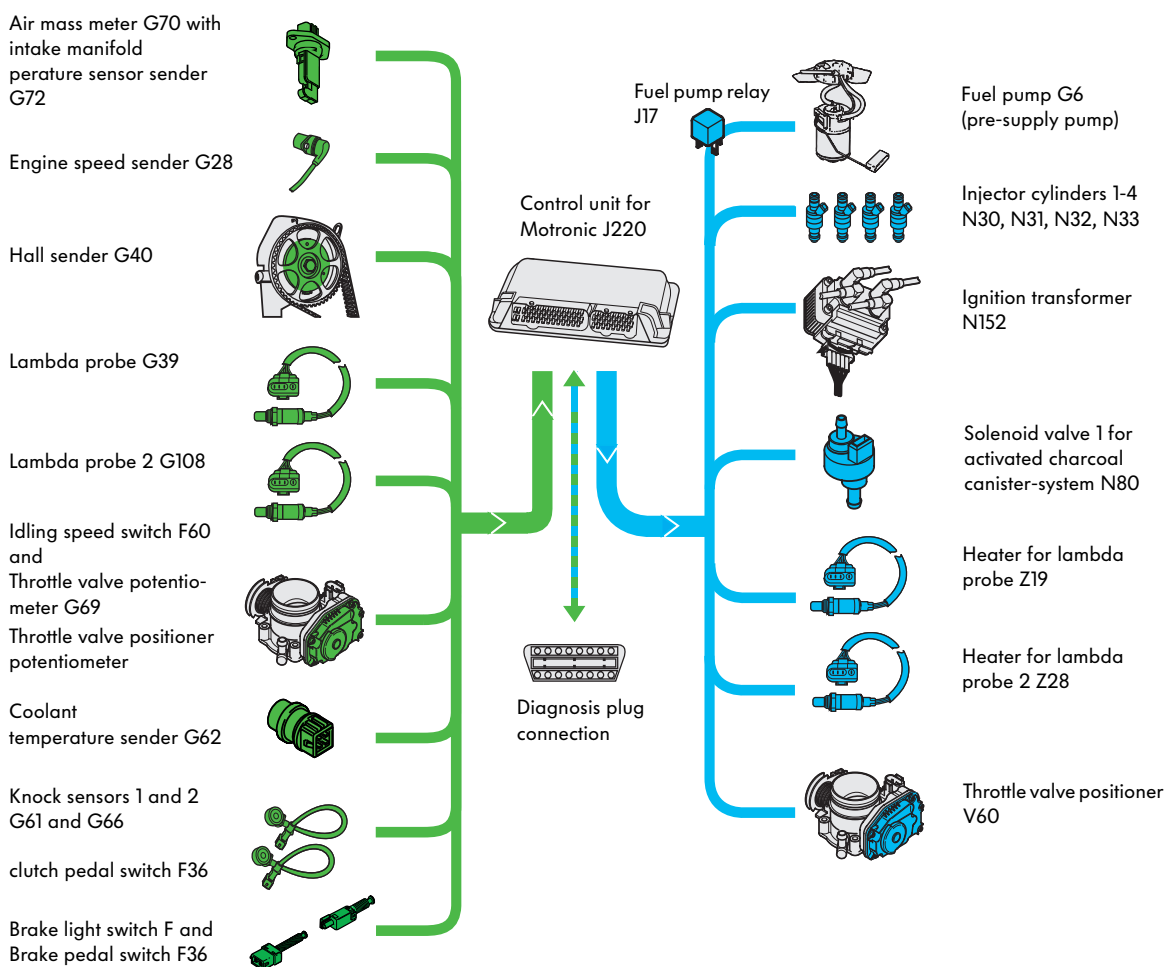 Air mass meter G70 with
intake manifold
perature sensor sender
G72
Engine speed sender G28
Hall sender G40
Lambda probe G39
Lambda probe 2 G108
Idling speed switch F60
and
Throttle valve potentio-
meter G69
Throttle valve positioner
potentiometer
Coolant
temperature sender G62
Knock sensors 1 and 2
G61 and G66
clutch pedal switch F36
Brake light switch F and
Brake pedal switch F36
Control unit for
Motronic J220
Diagnosis plug
connection
Fuel pump relay
J17
Fuel pump G6
(pre-supply pump)
Injector cylinders 1-4
N30, N31, N32, N33
Ignition transformer
N152
Solenoid valve 1 for
activated charcoal
canister-system N80
Heater for lambda
probe Z19
Heater for lambda
probe 2 Z28
Throttle valve positioner
V60